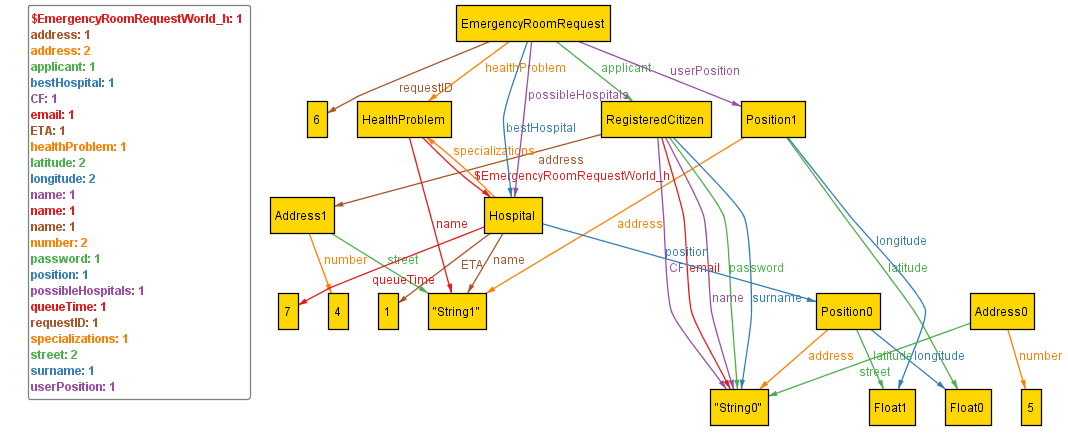 $EmergencyRoomRequestWorld_h: 1
address: 1
address: 2
applicant: 1
bestHospital: 1
CF: 1
email: 1
ETA: 1
healthProblem: 1
latitude: 2
longitude: 2
name: 1
name: 1
name: 1
number: 2
password: 1
position: 1
possibleHospitals: 1
queueTime: 1
requestID: 1
specializations: 1
street: 2
surname: 1
userPosition: 1
EmergencyRoomRequest
healthProblem
applicant
userPosition
requestID
possibleHospitals
6
HealthProblem
bestHospital
RegisteredCitizen
Position1
specializations
address
$EmergencyRoomRequestWorld_h
Address1
Hospital
name
address
longitude
number
street
ETA
name
position
latitude
queueTime
CF
email
password
7
4
1
"String1"
name
surname
Position0
Address0
address
latitude
longitude
number
street
"String0"
Float1
Float0
5